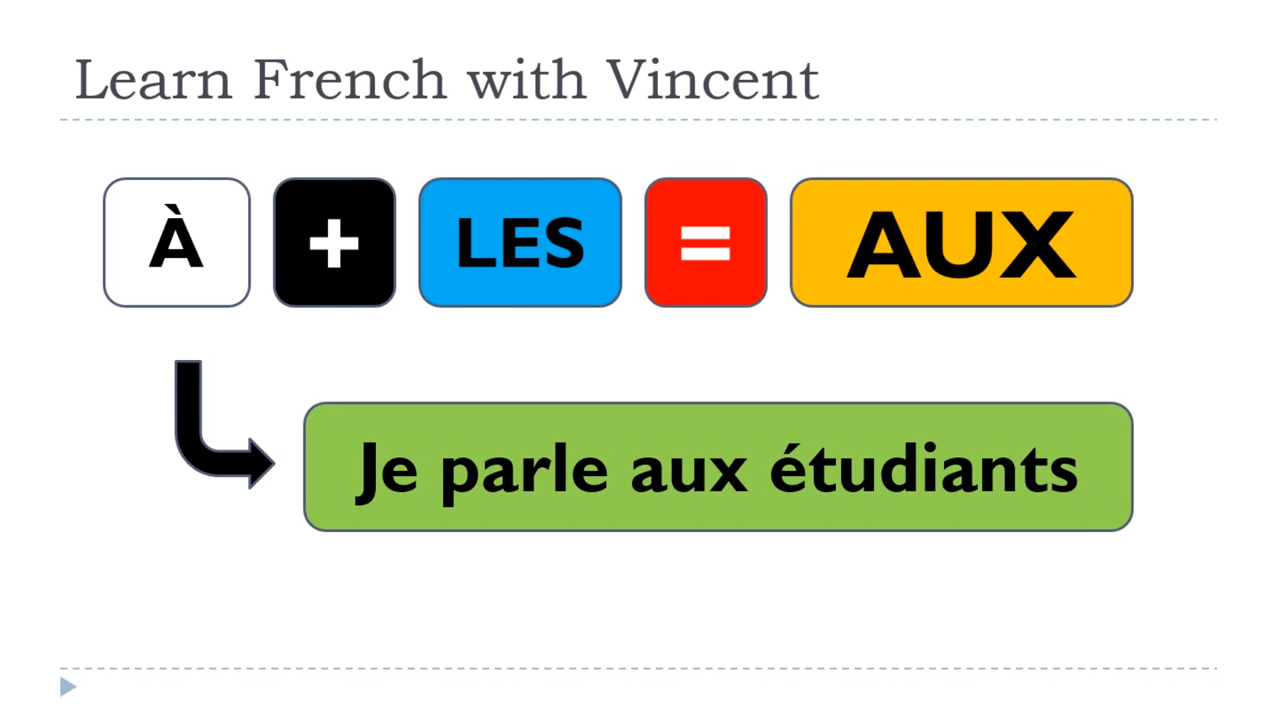 Learn French with Vincent
À + LES = AUX
Je parle aux étudiants